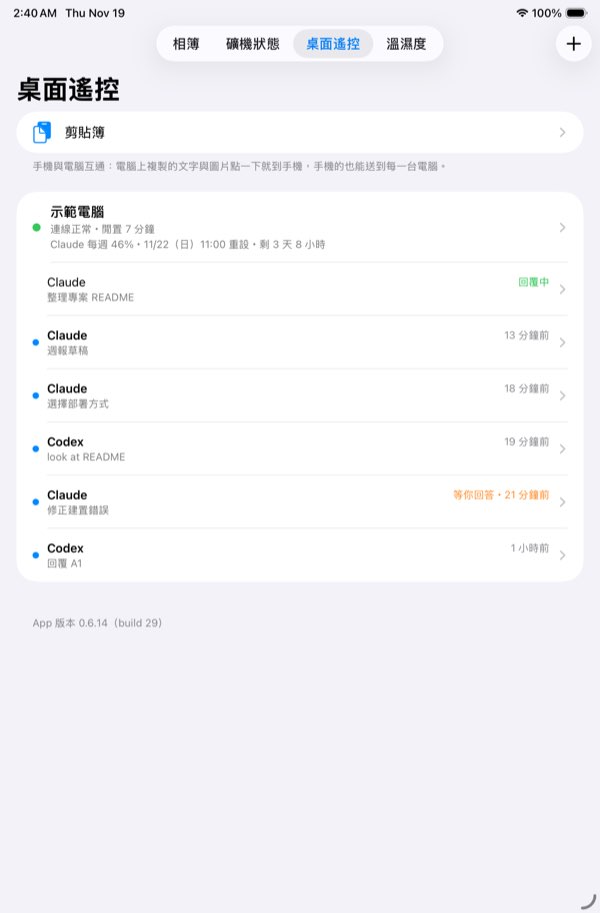 2:40 AM Thu Nov 19 100%
相簿 礦機狀態 桌面遙控 溫濕度
桌面遙控
剪貼簿
手機與電腦互通：電腦上複製的文字與圖片點一下就到手機，手機的也能送到每一台電腦。
示範電腦
連線正常・閒置 7 分鐘
Claude 每週 46%・11/22（日）11:00 重設・剩 3 天 8 小時
Claude 回覆中
整理專案 README
Claude 13 分鐘前
週報草稿
Claude 18 分鐘前
選擇部署方式
Codex 19 分鐘前
look at README
Claude 等你回答・21 分鐘前
修正建置錯誤
Codex 1 小時前
回覆 A1
App 版本 0.6.14（build 29）